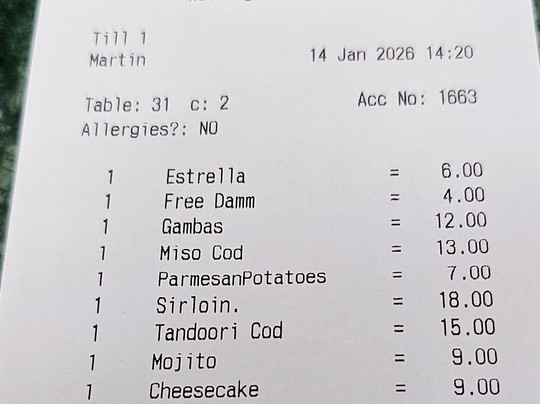 Till 1
Martin 14 Jan 2026 14:20
Table: 31 c: 2 Acc No: 1663
Allergies?: NO
1 Estrella = 6.00
1 Free Damm = 4.00
1 Gambas = 12.00
1 Miso Cod = 13.00
1 ParmesanPotatoes = 7.00
1 Sirloin. = 18.00
1 Tandoori Cod = 15.00
1 Mojito = 9.00
1 Cheesecake = 9.00